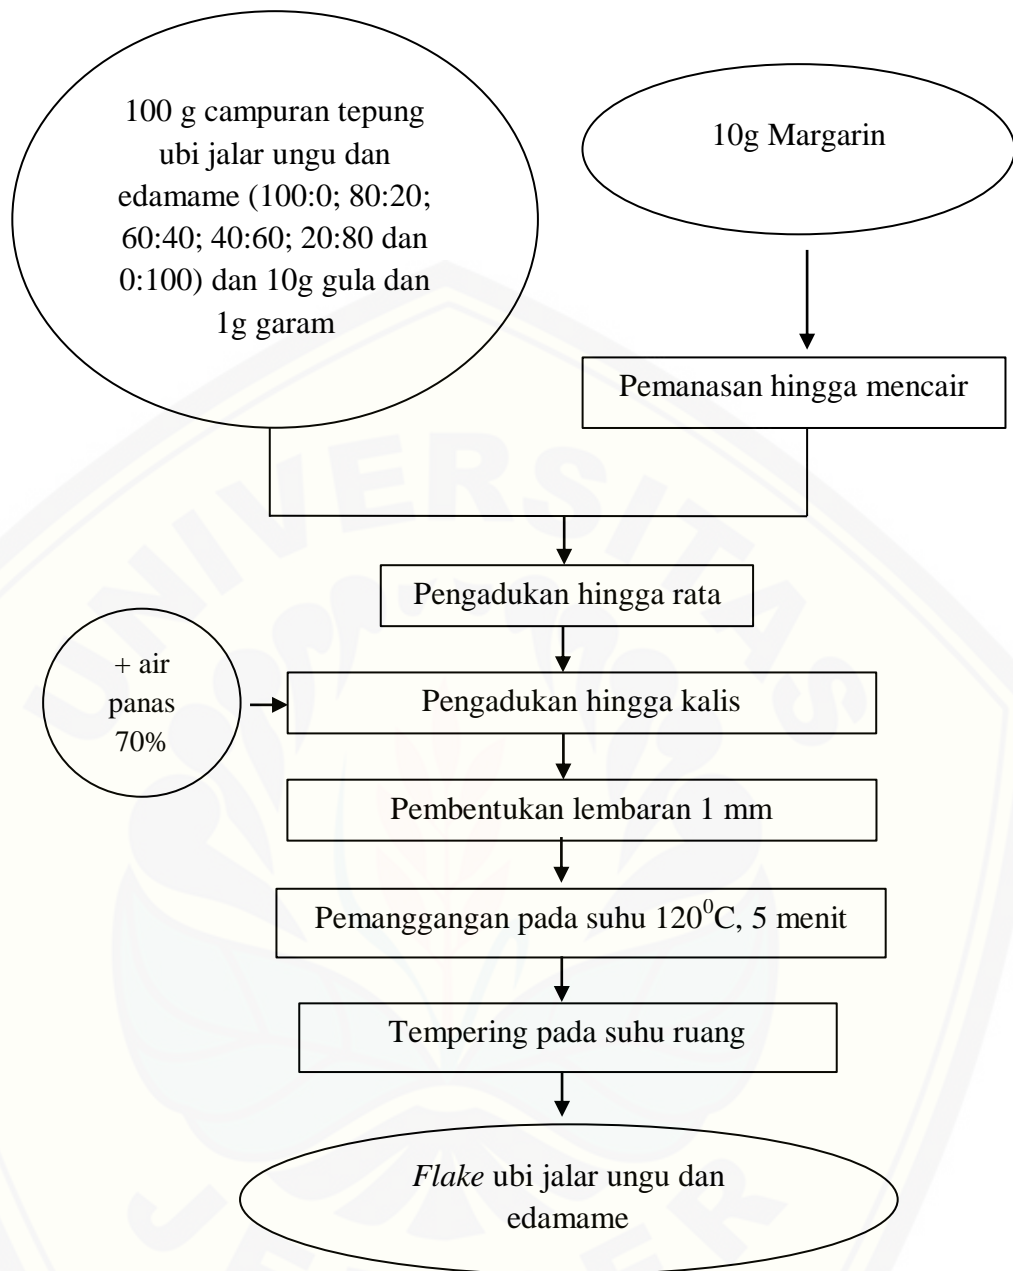 100 g campuran tepung
ubi jalar ungu dan
edamame (100:0; 80:20;
60:40; 40:60; 20:80 dan
0:100) dan 10g gula dan
1g garam
10g Margarin
Pemanasan hingga mencair
Pengadukan hingga rata
+ air
panas
70%
Pengadukan hingga kalis
Pembentukan lembaran 1 mm
Pemanggangan pada suhu 120⁰C, 5 menit
Tempering pada suhu ruang
Flake ubi jalar ungu dan
edamame
UNIVERSITAS
JEMBER